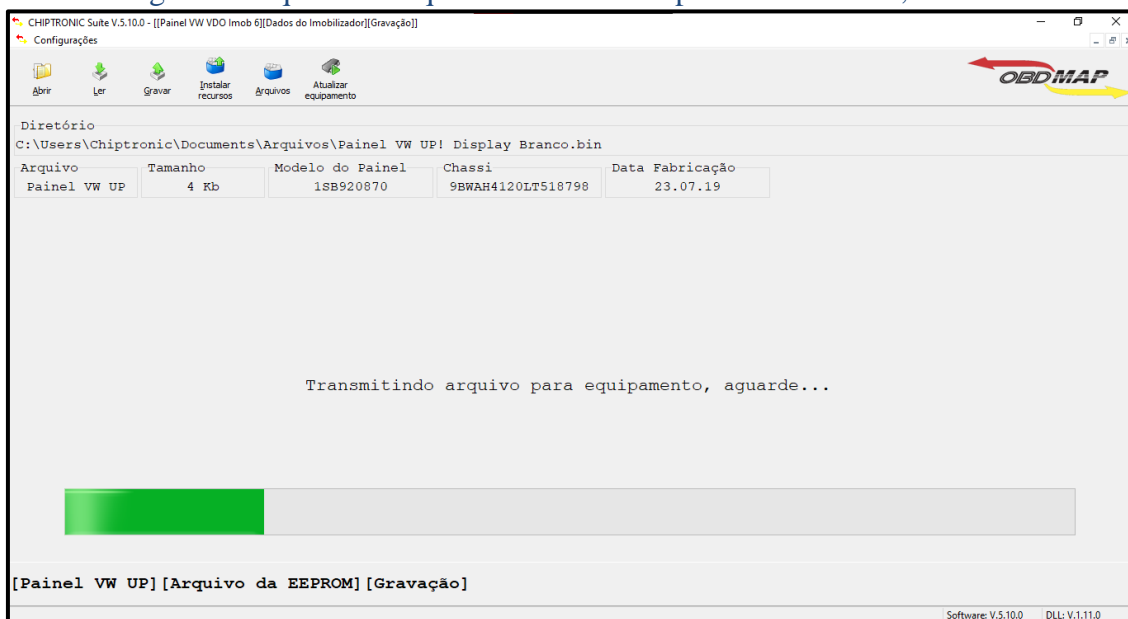 CHIPTRONIC Suite V.5.10.0 - [[Painel VW VDO Imob 6][Dados do Imobilizador][Gravação]]
Configurações
Abrir
Ler
Gravar
Instalar recursos
Arquivos
Atualizar equipamento
OBDMAP
Diretório
C:\Users\Chiptronic\Documents\Arquivos\Painel VW UP! Display Branco.bin
Arquivo Tamanho Modelo do Painel Chassi Data Fabricação
Painel VW UP 4 Kb 1SB920870 9BWAH4120LT518798 23.07.19
Transmitindo arquivo para equipamento, aguarde...
[Painel VW UP][Arquivo da EEPROM][Gravação]
Software: V.5.10.0 DLL: V.1.11.0